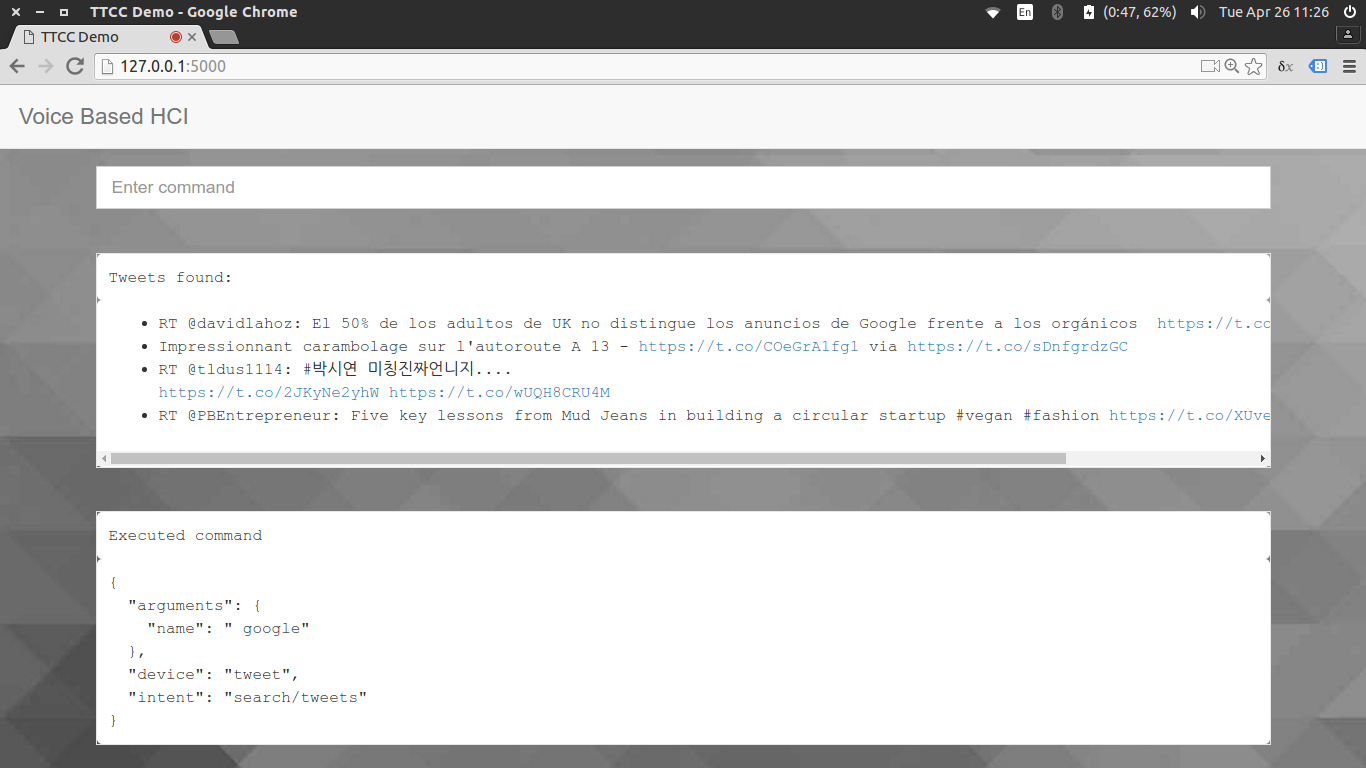 TTCC Demo - Google Chrome
En
(0:47, 62%)
Tue Apr 26 11:26
TTCC Demo
127.0.0.1:5000
δx
Voice Based HCI
Enter command
Tweets found:
RT @davidlahoz: El 50% de los adultos de UK no distingue los anuncios de Google frente a los orgánicos https://t.co
Impressionnant carambolage sur l'autoroute A 13 - https://t.co/COeGrA1fgl via https://t.co/sDnfgrdzGC
RT @tldus1114: #박시연 미칭진짜언니지....
https://t.co/2JKyNe2yhW https://t.co/wUQH8CRU4M
RT @PBEntrepreneur: Five key lessons from Mud Jeans in building a circular startup #vegan #fashion https://t.co/XUve
Executed command
{
"arguments": {
"name": " google"
},
"device": "tweet",
"intent": "search/tweets"
}